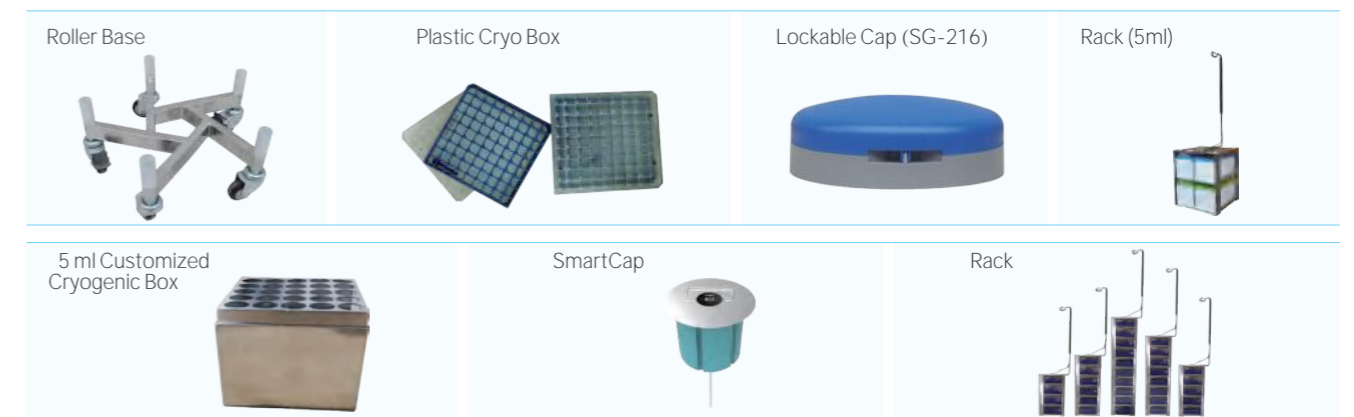 Roller Base
Plastic Cryo Box
Lockable Cap (SG-216)
Rack (5ml)
5 ml Customized
Cryogenic Box
SmartCap
Rack